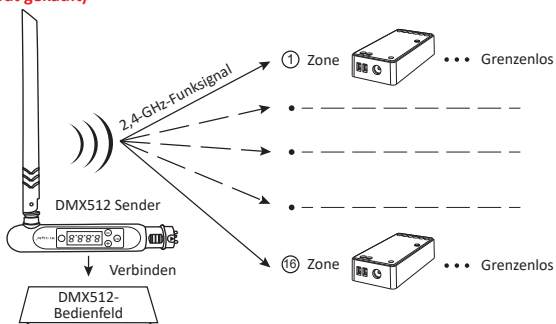 2,4-GHz-Funksignal
1 Zone
Grenzenlos
DMX512 Sender
16 Zone
Grenzenlos
Verbinden
DMX512-
Bedienfeld